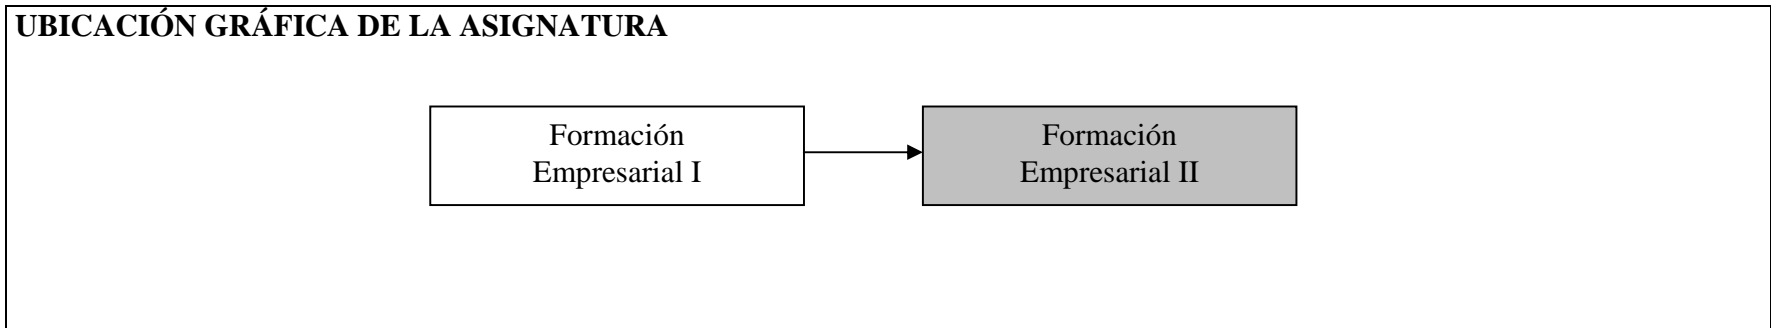 UBICACIÓN GRÁFICA DE LA ASIGNATURA
Formación
Empresarial I
Formación
Empresarial II